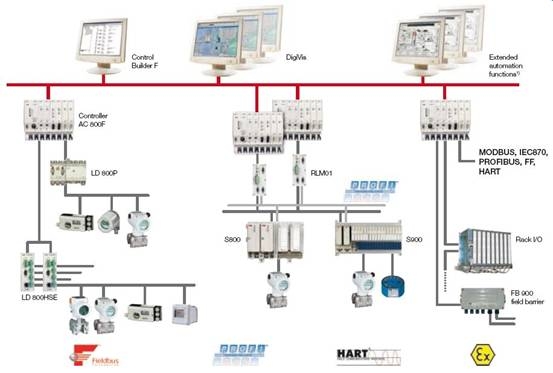 Control
Builder F
DigiVis
Extended
automation
functions¹⁾
Controller
AC 800F
LD 800P
RLM01
MODBUS, IEC870,
PROFIBUS, FF,
HART
PROFI
S800
S900
Rack I/O
LD 800HSE
FB 900
field barrier
Fieldbus
PROFI
HART
Ex